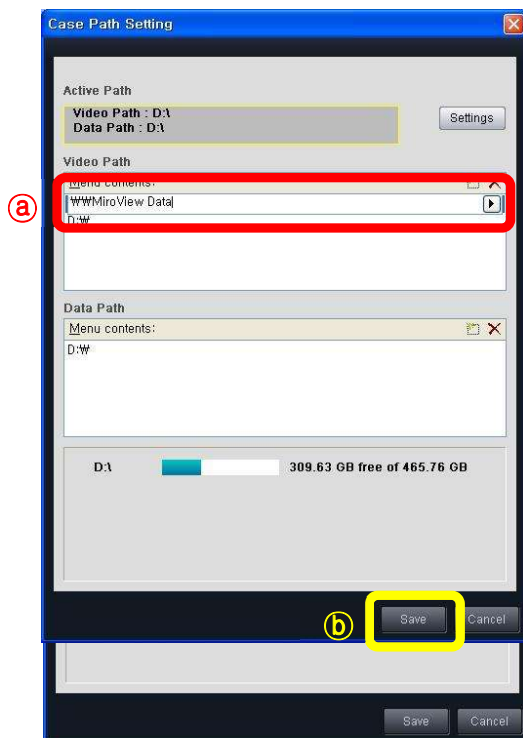 Case Path Setting
Active Path
Video Path : D:\
Data Path : D:\
Settings
Video Path
Menu contents:
ⓐ
₩₩MiroView Data
D:₩
Data Path
Menu contents:
D:₩
D:\ 309.63 GB free of 465.76 GB
ⓑ
Save Cancel
Save Cancel